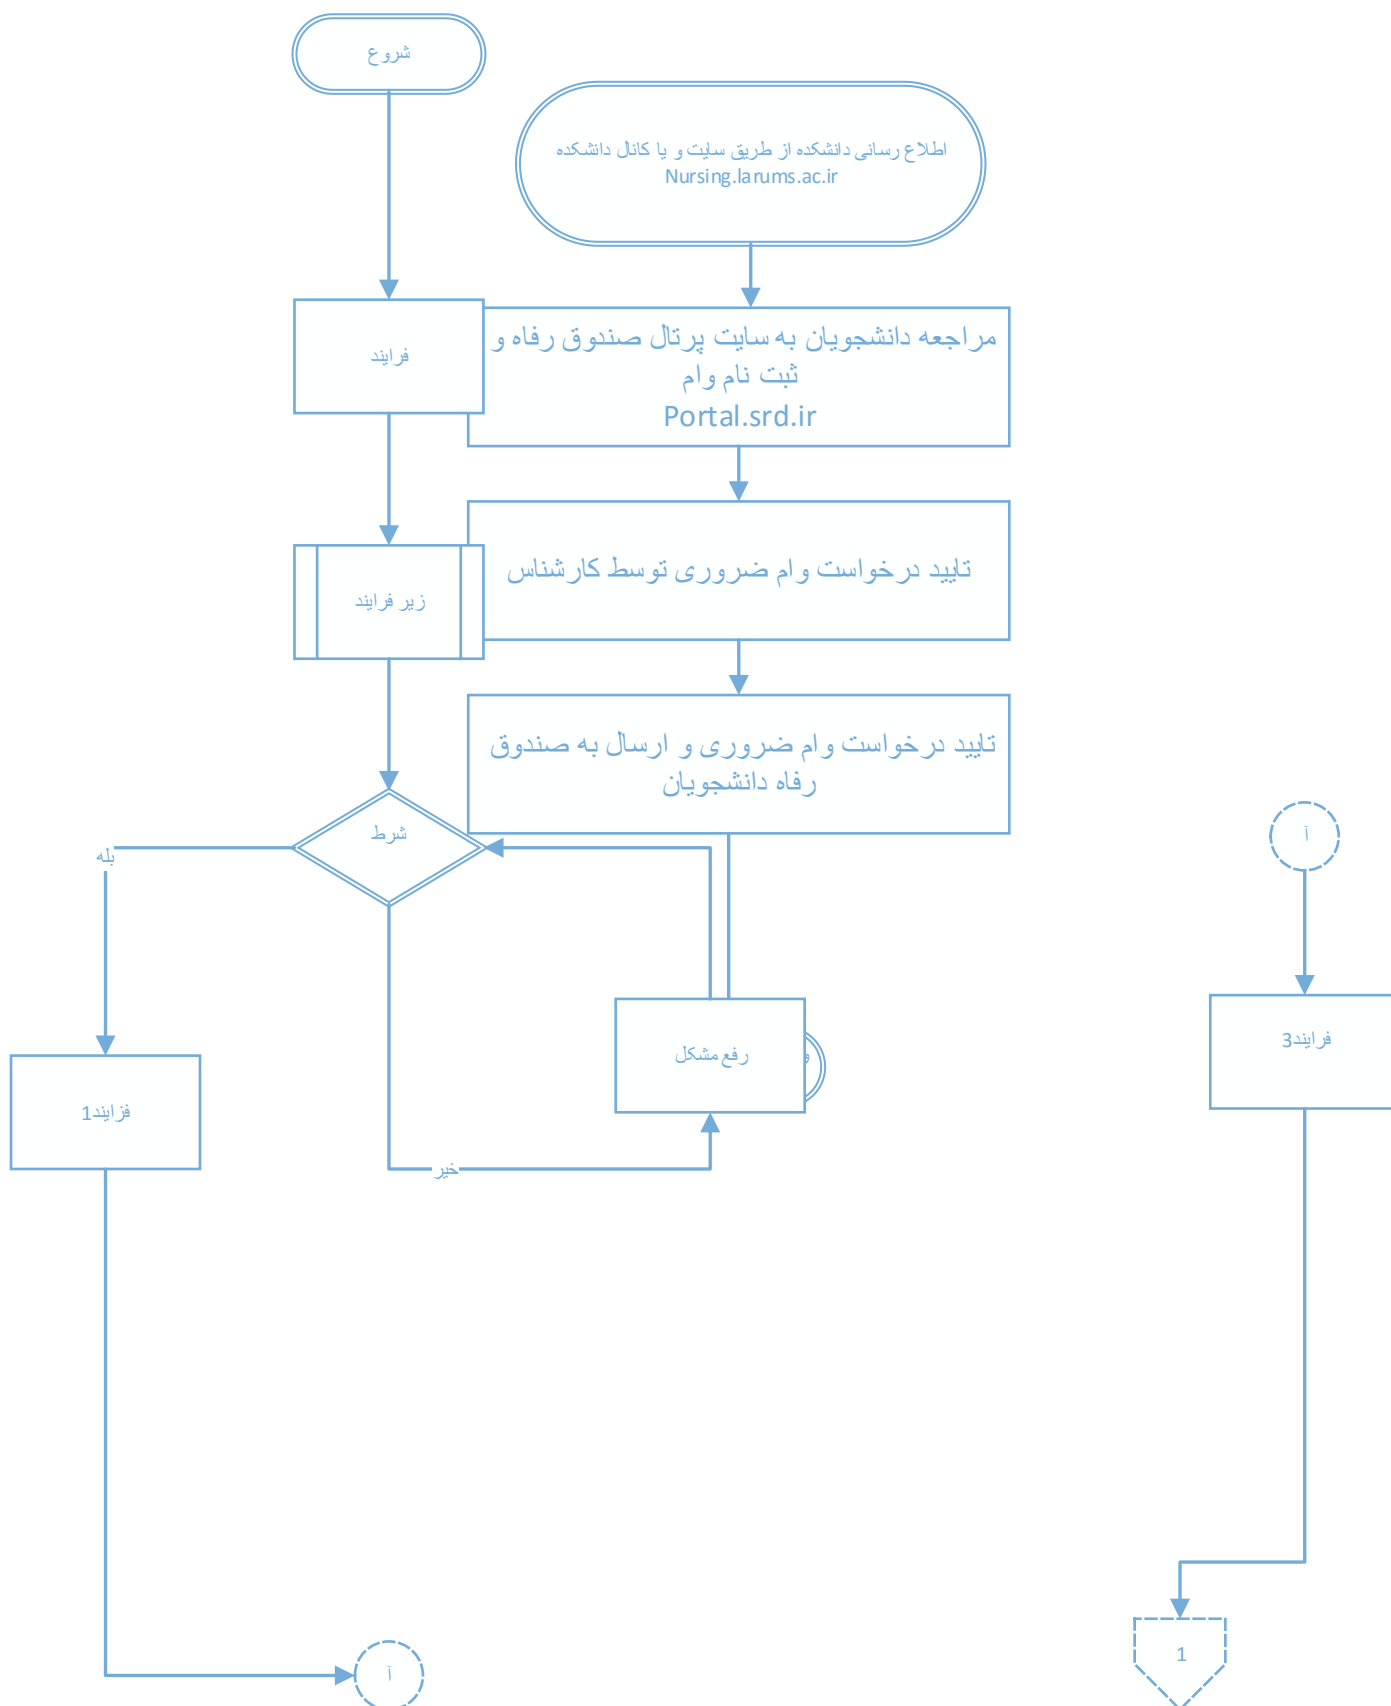 شروع
اطلاع رسانی دانشکده از طریق سایت و یا کانال دانشکده
Nursing.larums.ac.ir
فرایند
مراجعه دانشجویان به سایت پرتال صندوق رفاه و
ثبت نام وام
Portal.srd.ir
تایید درخواست وام ضروری توسط کارشناس
زیر فرایند
تایید درخواست وام ضروری و ارسال به صندوق
رفاه دانشجویان
شرط
بله
آ
رفع مشکل
و
فرایند3
فزایند1
خیر
آ
1